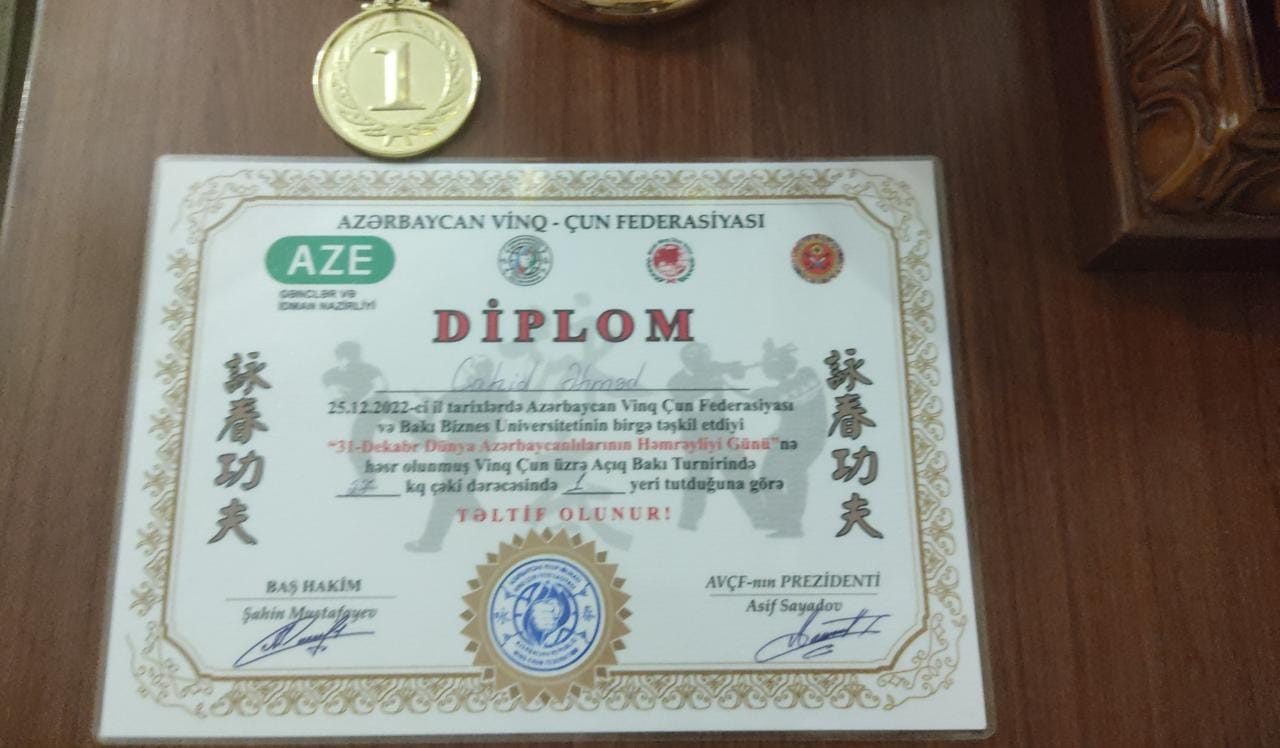 1
AZƏRBAYCAN VİNQ - ÇUN FEDERASİYASI
AZE
GƏNCLƏR VƏ
İDMAN NAZİRLİYİ
DİPLOM
Cahid Əhməd
25.12.2022-ci il tarixlərdə Azərbaycan Vinq Çun Federasiyası
və Bakı Biznes Universitetinin birgə təşkil etdiyi
“31-Dekabr Dünya Azərbaycanlılarının Həmrəyliyi Günü”nə
həsr olunmuş Vinq Çun üzrə Açıq Bakı Turnirində
kq çəki dərəcəsində 1 yeri tutduğuna görə
TƏLTİF OLUNUR!
詠春功夫
詠春功夫
BAŞ HAKİM
Şahin Mustafayev
AVÇF-nın PREZİDENTİ
Asif Sayadov